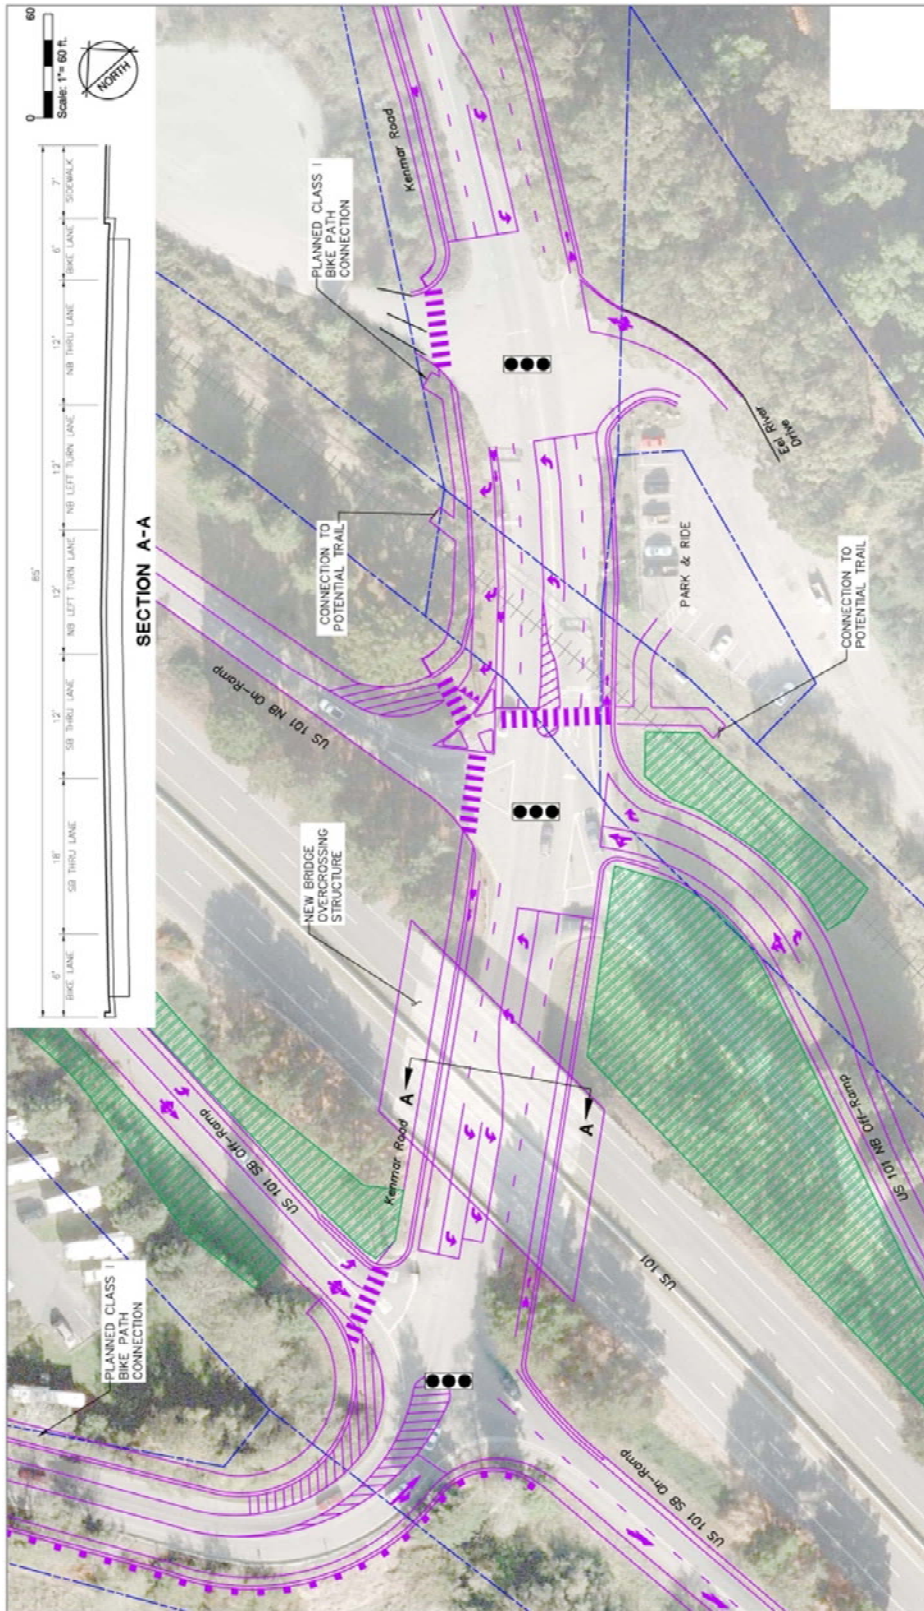 0
60
Scale: 1"= 60 ft.
NORTH
85'
6'
BIKE LANE
18'
SB THRU LANE
12'
SB THRU LANE
12'
NB LEFT TURN LANE
12'
NB LEFT TURN LANE
12'
NB THRU LANE
6'
BIKE LANE
7'
SIDEWALK
SECTION A-A
PLANNED CLASS I
BIKE PATH
CONNECTION
US 101 SB Off-Ramp
Kenmar Road
A
A
NEW BRIDGE
OVERCROSSING
STRUCTURE
US 101 NB On-Ramp
CONNECTION TO
POTENTIAL TRAIL
PLANNED CLASS I
BIKE PATH
CONNECTION
Kenmar Road
US 101 SB On-Ramp
US 101
US 101 NB Off-Ramp
PARK & RIDE
CONNECTION TO
POTENTIAL TRAIL
Eel River
Drive